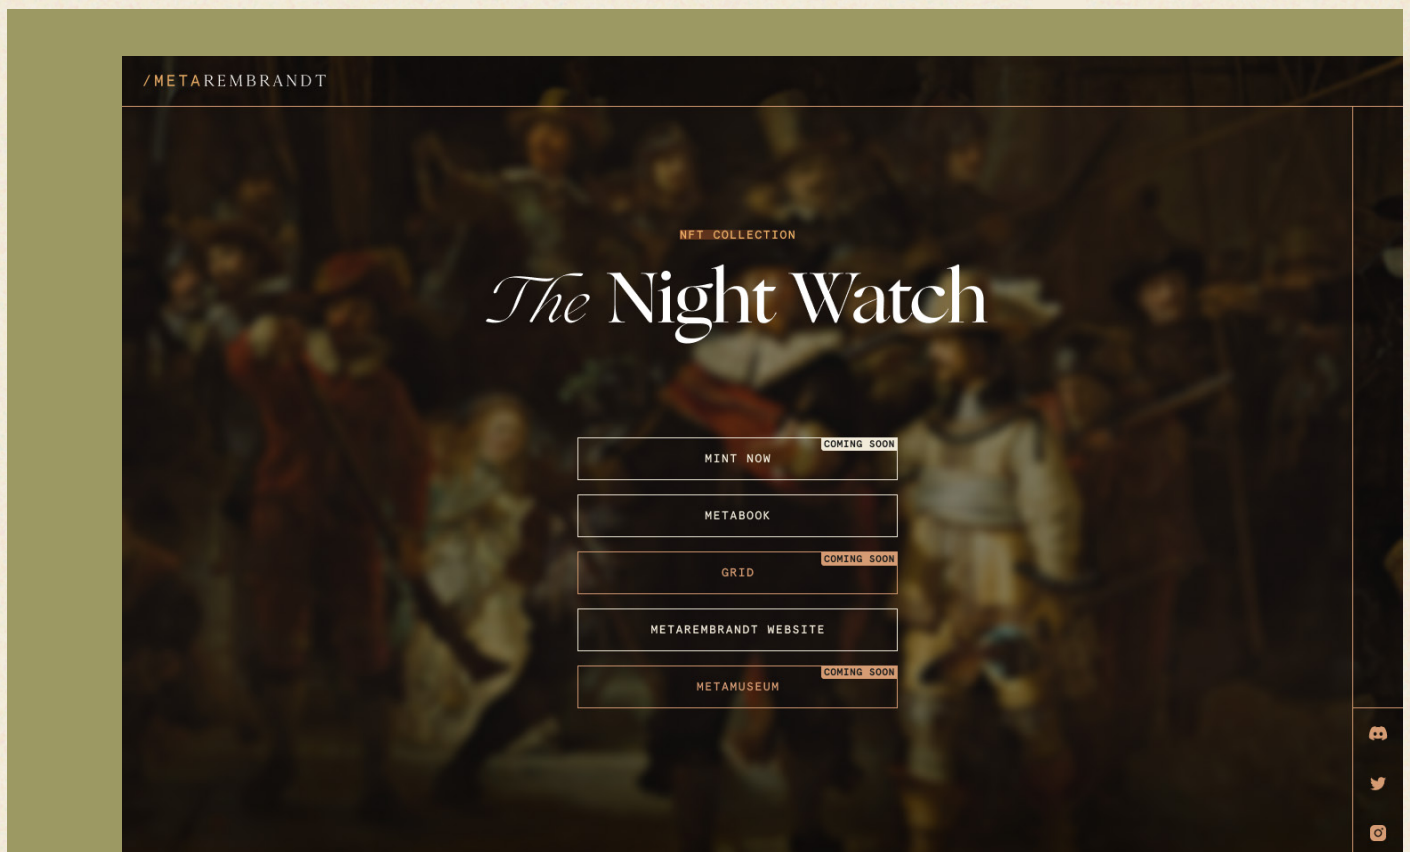 /METAREMBRANDT
NFT COLLECTION
The Night Watch
COMING SOON
MINT NOW
METABOOK
COMING SOON
GRID
METAREMBRANDT WEBSITE
COMING SOON
METAMUSEUM